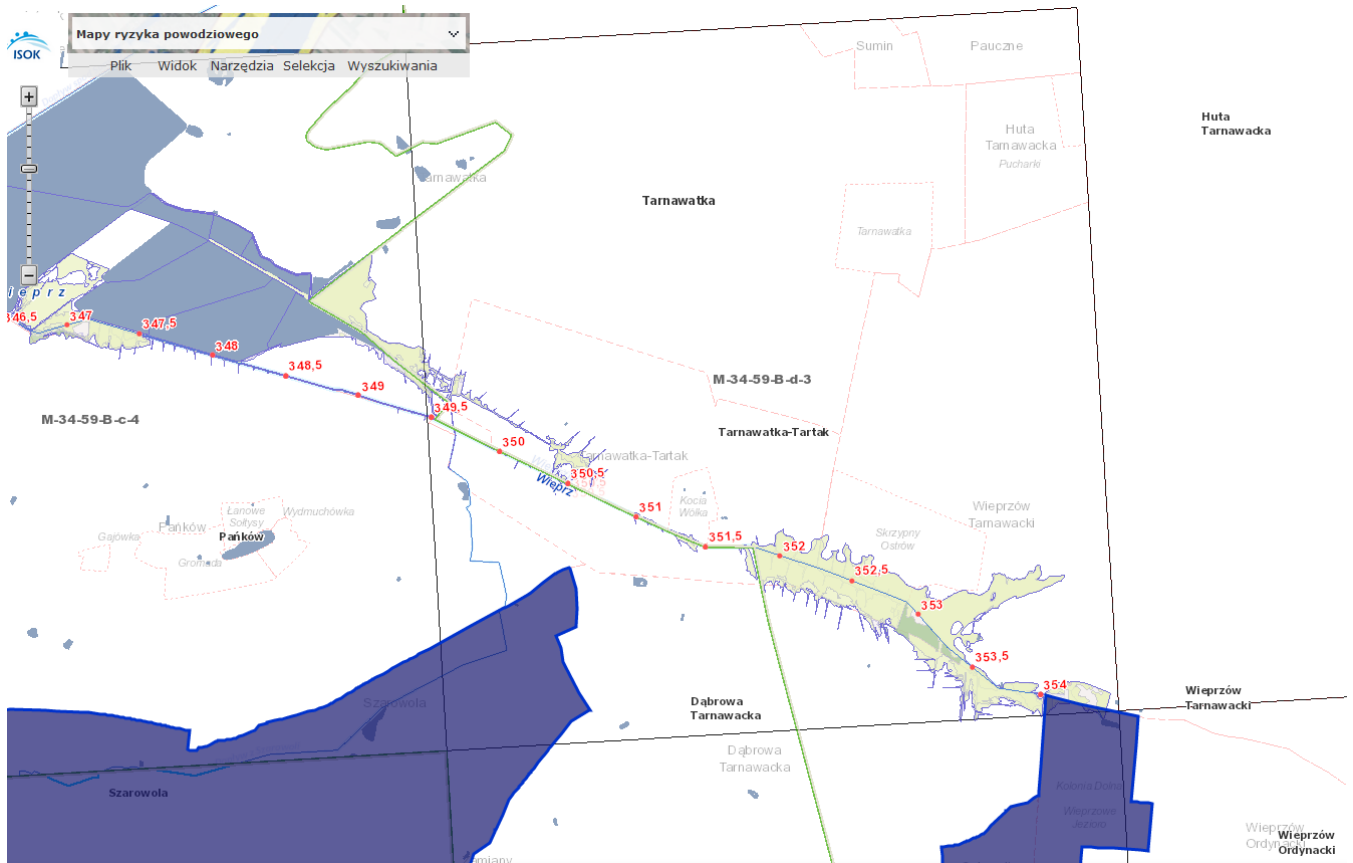 Mapy ryzyka powodziowego
ISOK
Plik Widok Narzędzia Selekcja Wyszukiwania
Sumin
Pauczne
Huta
Tarnawacka
Huta
Tarnawacka
Pucharki
Tarnawatka
Tarnawatka
ieprz
346,5
347
347,5
348
348,5
349
349,5
350
350,5
351
351,5
352
352,5
353
353,5
354
M-34-59-B-d-3
M-34-59-B-c-4
Tarnawatka-Tartak
Tarnawatka-Tartak
Wieprz
Kocia
Wólka
Wieprzów
Tarnawacki
Skrzypny
Ostrów
Łanowe
Sołtysy
Wydmuchówka
Pańków
Pańków
Gajówka
Gromada
Szarowola
Szarowola
Dąbrowa
Tarnawacka
Dąbrowa
Tarnawacka
Wieprzów
Tarnawacki
Kolonia Dolna
Wieprzowe
Jezioro
Wieprzów
Ordynacki
Wieprzów
Ordynacki